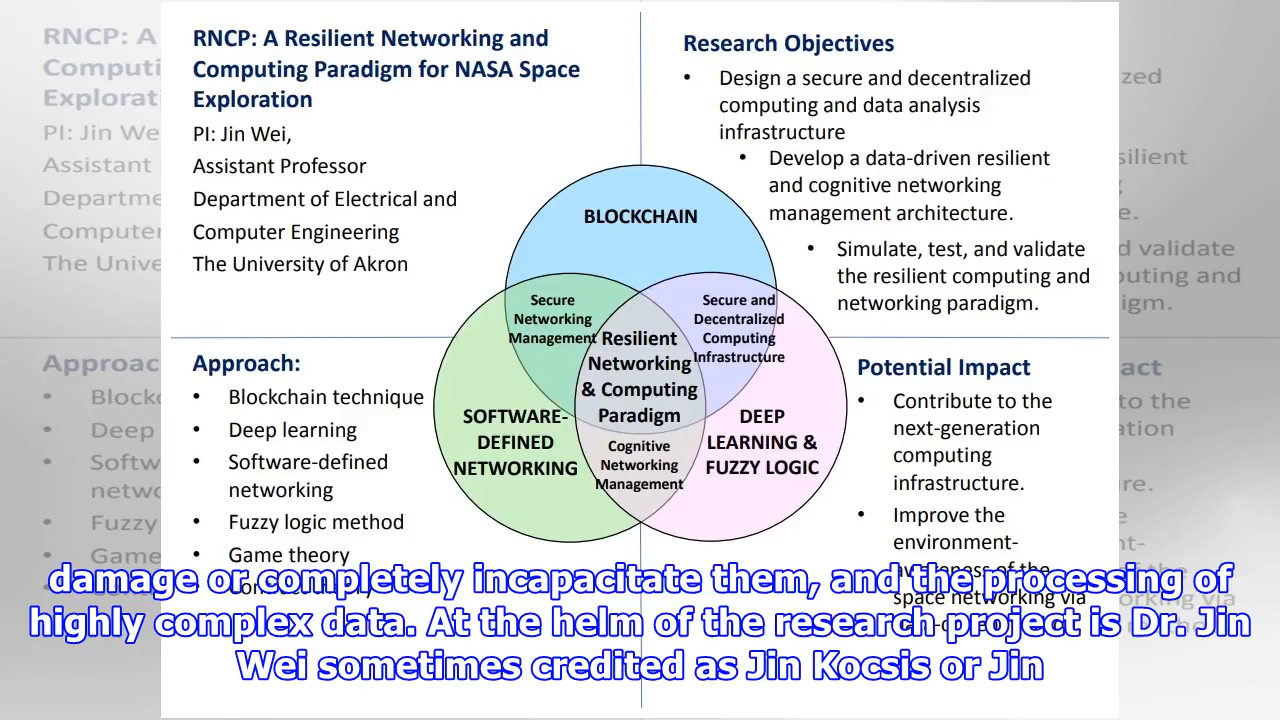 RNCP: A Resilient Networking and
Computing Paradigm for NASA Space
Exploration
PI: Jin Wei,
Assistant Professor
Department of Electrical and
Computer Engineering
The University of Akron
Research Objectives
• Design a secure and decentralized
computing and data analysis
infrastructure
• Develop a data-driven resilient
and cognitive networking
management architecture.
• Simulate, test, and validate
the resilient computing and
networking paradigm.
BLOCKCHAIN
Secure
Networking
Management
Secure and
Decentralized
Computing
Infrastructure
Resilient
Networking
& Computing
Paradigm
SOFTWARE-
DEFINED
NETWORKING
DEEP
LEARNING &
FUZZY LOGIC
Cognitive
Networking
Management
Approach:
• Blockchain technique
• Deep learning
• Software-defined
networking
• Fuzzy logic method
• Game theory
Potential Impact
• Contribute to the
next-generation
computing
infrastructure.
• Improve the
environment-
of the
space networking via
damage or completely incapacitate them, and the processing of
highly complex data. At the helm of the research project is Dr. Jin
Wei sometimes credited as Jin Kocsis or Jin